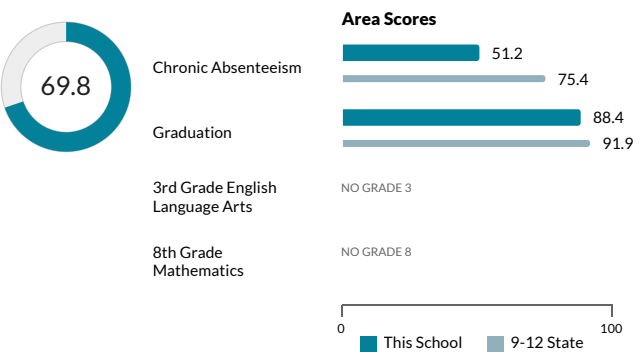 Area Scores
69.8
Chronic Absenteeism
51.2
75.4
Graduation
88.4
91.9
3rd Grade English
Language Arts
NO GRADE 3
8th Grade
Mathematics
NO GRADE 8
0
100
This School
9-12 State